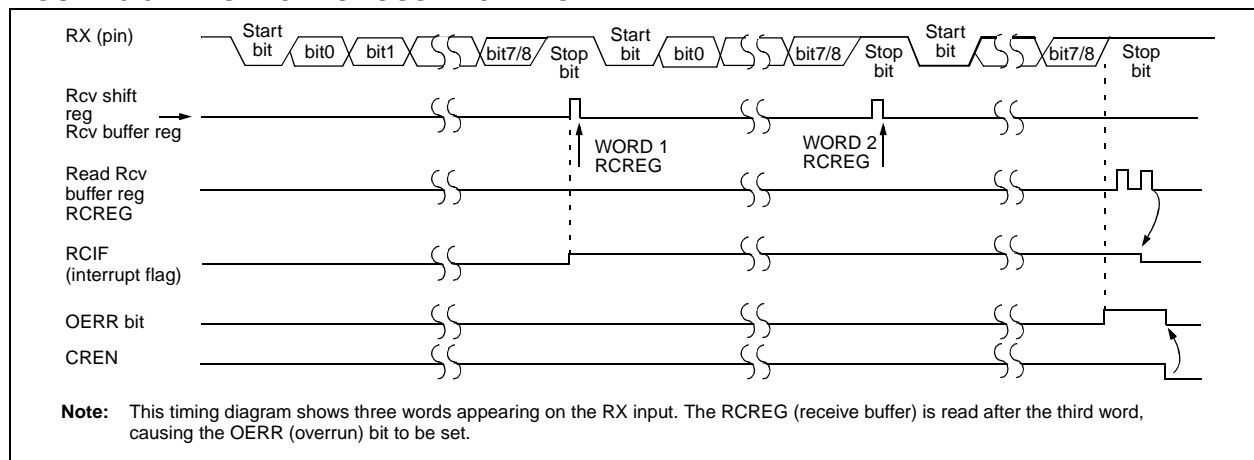 RX (pin)
Start
bit
bit0
bit1
bit7/8
Stop
bit
Start
bit
bit0
bit7/8
Stop
bit
Start
bit
bit7/8
Stop
bit
Rcv shift
reg
Rcv buffer reg
WORD 1
RCREG
WORD 2
RCREG
Read Rcv
buffer reg
RCREG
RCIF
(interrupt flag)
OERR bit
CREN
Note: This timing diagram shows three words appearing on the RX input. The RCREG (receive buffer) is read after the third word,
causing the OERR (overrun) bit to be set.